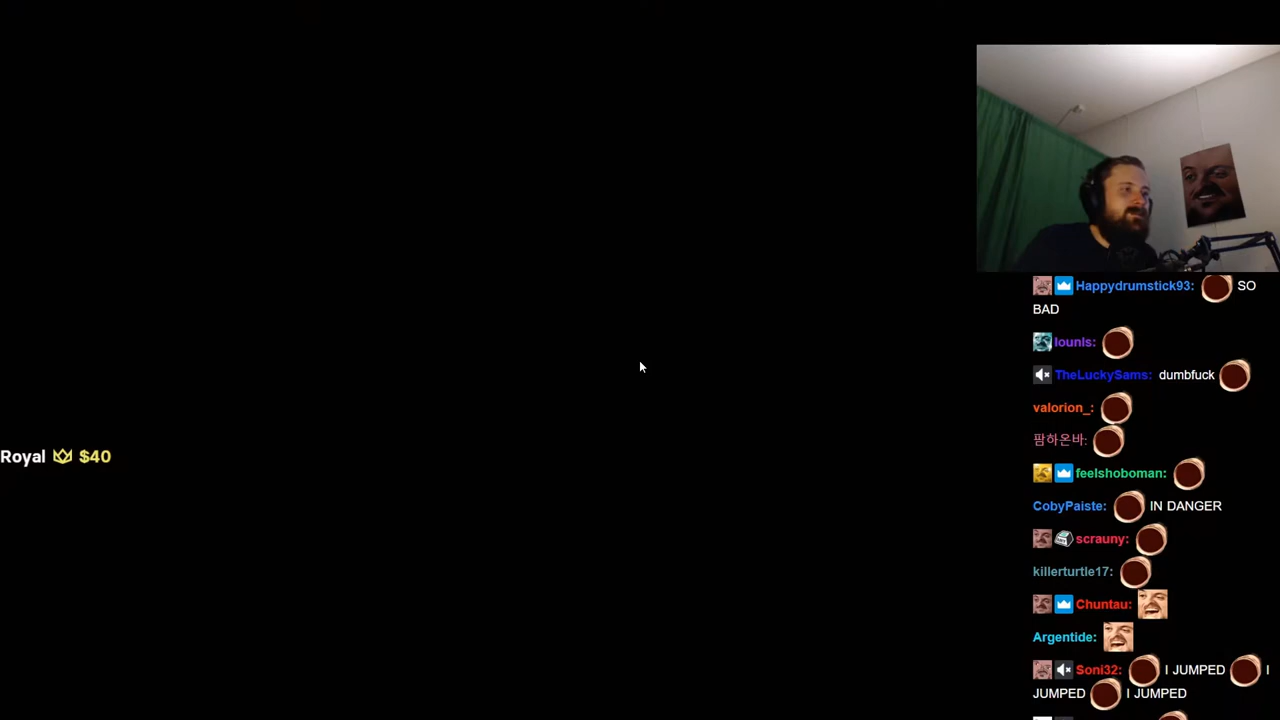 Happydrumstick93: SO
BAD
lounls:
TheLuckySams: dumbfuck
valorion_:
팜하온바:
feelshoboman:
Royal $40
CobyPaiste: IN DANGER
scrauny:
killerturtle17:
Chuntau:
Argentide:
Soni32: I JUMPED I
JUMPED I JUMPED